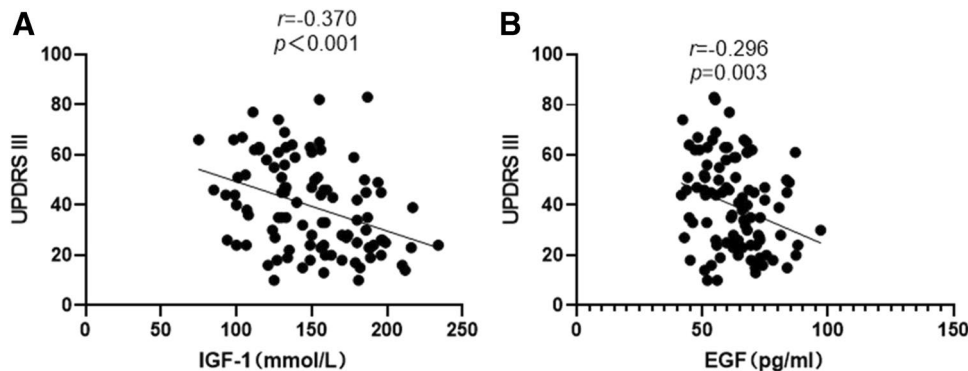 A
r=-0.370
p<0.001
UPDRS III
100
80
60
40
20
0
0 50 100 150 200 250
IGF-1(mmol/L)
B
r=-0.296
p=0.003
UPDRS III
100
80
60
40
20
0
0 50 100 150
EGF(pg/ml)